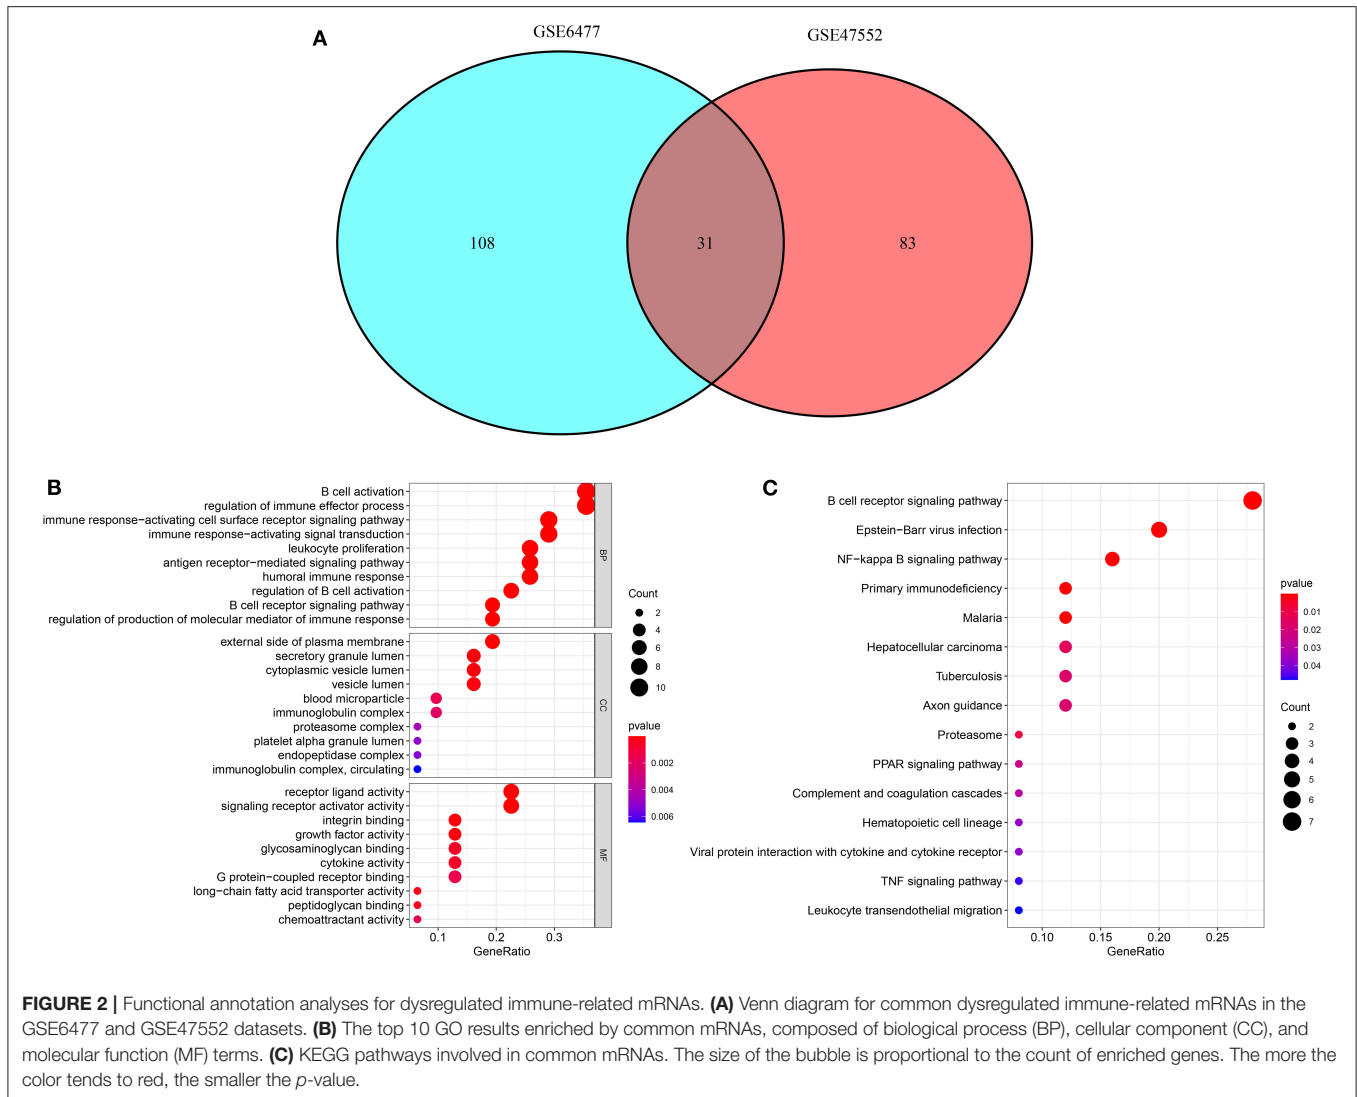 A
GSE6477
GSE47552
108
31
83
B
B cell activation
regulation of immune effector process
immune response−activating cell surface receptor signaling pathway
immune response−activating signal transduction
leukocyte proliferation
antigen receptor−mediated signaling pathway
humoral immune response
regulation of B cell activation
B cell receptor signaling pathway
regulation of production of molecular mediator of immune response
BP
external side of plasma membrane
secretory granule lumen
cytoplasmic vesicle lumen
vesicle lumen
blood microparticle
immunoglobulin complex
proteasome complex
platelet alpha granule lumen
endopeptidase complex
immunoglobulin complex, circulating
CC
receptor ligand activity
signaling receptor activator activity
integrin binding
growth factor activity
glycosaminoglycan binding
cytokine activity
G protein−coupled receptor binding
long−chain fatty acid transporter activity
peptidoglycan binding
chemoattractant activity
MF
0.1 0.2 0.3
GeneRatio
Count
2
4
6
8
10
pvalue
0.002
0.004
0.006
C
B cell receptor signaling pathway
Epstein−Barr virus infection
NF−kappa B signaling pathway
Primary immunodeficiency
Malaria
Hepatocellular carcinoma
Tuberculosis
Axon guidance
Proteasome
PPAR signaling pathway
Complement and coagulation cascades
Hematopoietic cell lineage
Viral protein interaction with cytokine and cytokine receptor
TNF signaling pathway
Leukocyte transendothelial migration
0.10 0.15 0.20 0.25
GeneRatio
pvalue
0.01
0.02
0.03
0.04
Count
2
3
4
5
6
7
FIGURE 2 | Functional annotation analyses for dysregulated immune-related mRNAs. (A) Venn diagram for common dysregulated immune-related mRNAs in the
GSE6477 and GSE47552 datasets. (B) The top 10 GO results enriched by common mRNAs, composed of biological process (BP), cellular component (CC), and
molecular function (MF) terms. (C) KEGG pathways involved in common mRNAs. The size of the bubble is proportional to the count of enriched genes. The more the
color tends to red, the smaller the p-value.